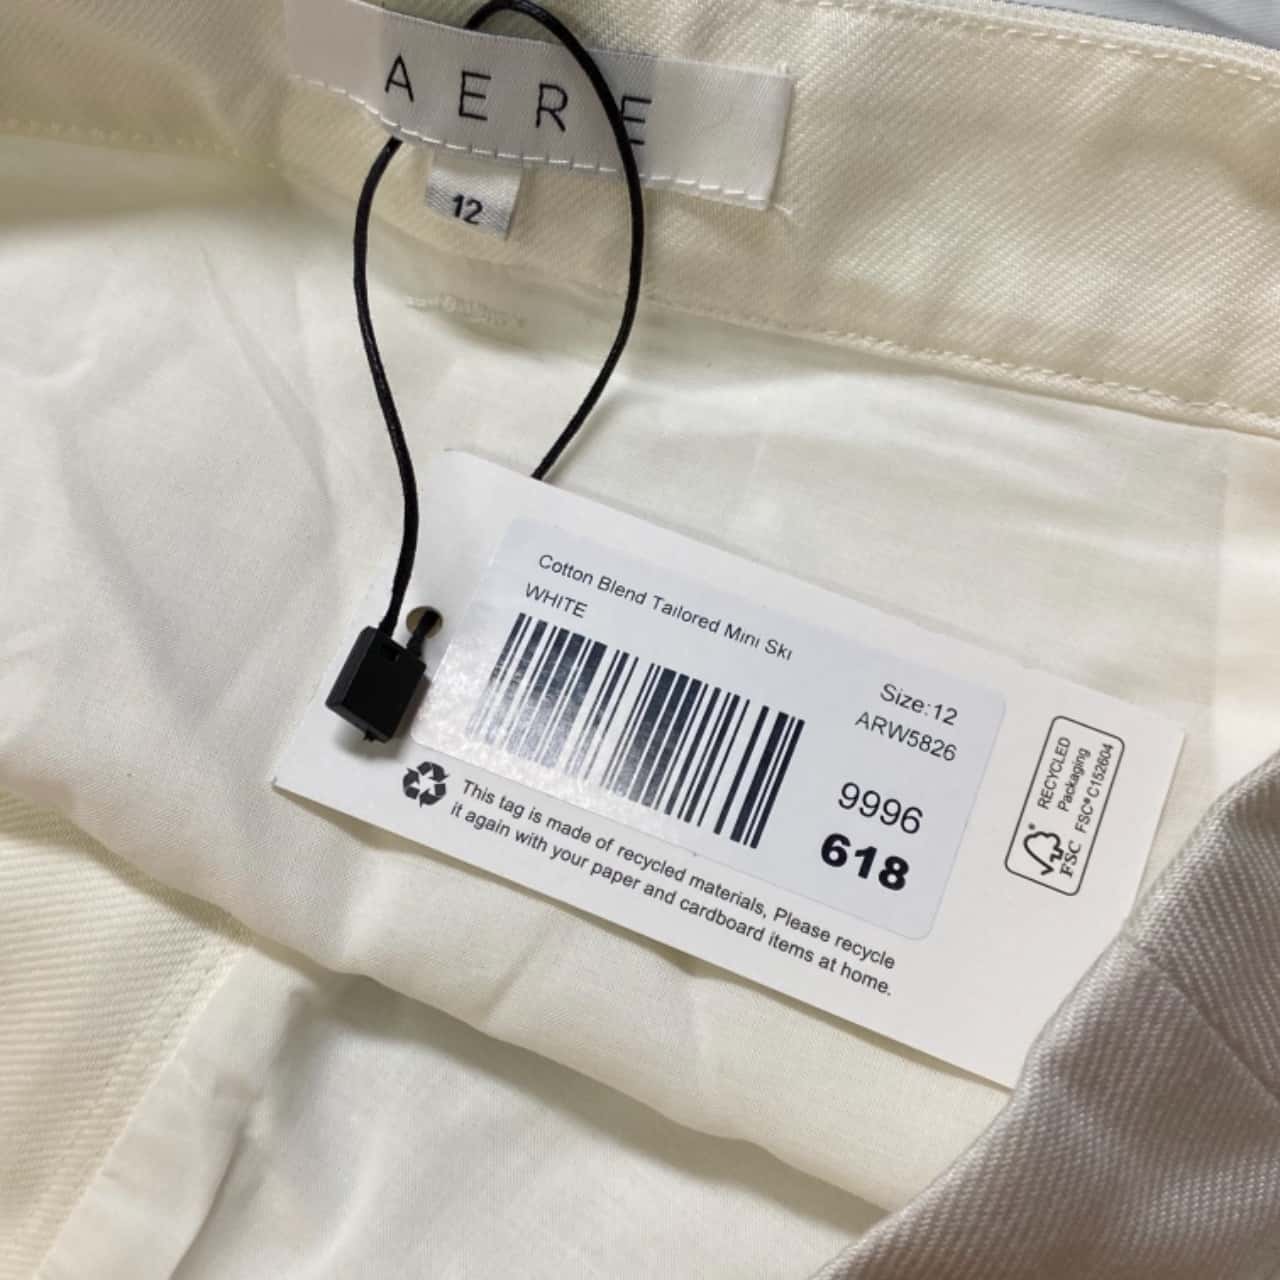 AERE
12
Cotton Blend Tailored Mini Ski
WHITE
Size:12
ARW5826
9996
618
This tag is made of recycled materials, Please recycle
it again with your paper and cardboard items at home.
RECYCLED
Packaging
FSC® C152604
FSC®